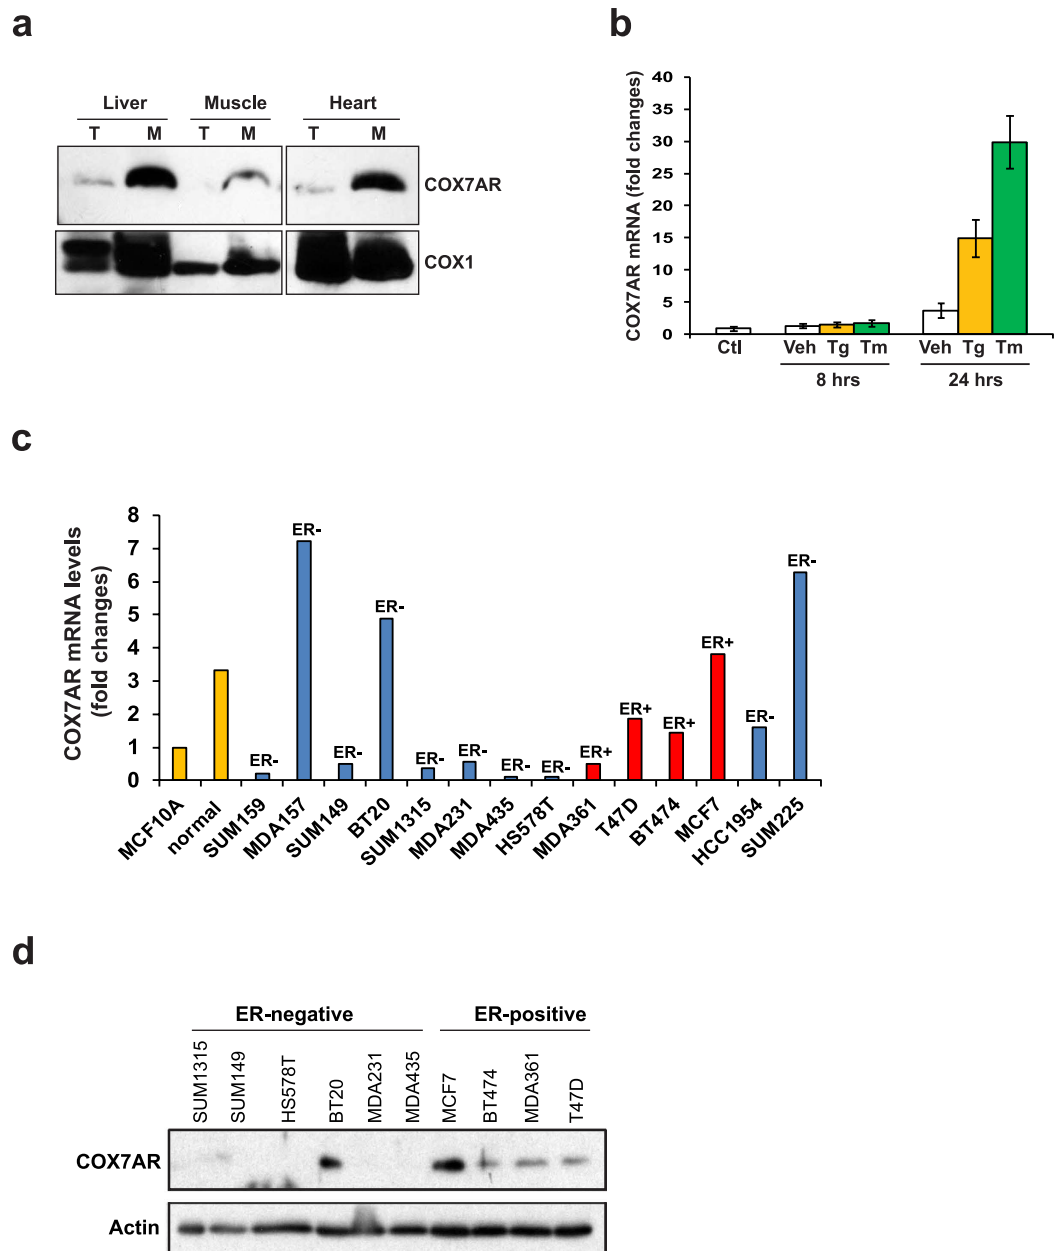 a
Liver Muscle Heart
T M T M T M
COX7AR
COX1
b
COX7AR mRNA (fold changes)
40
35
30
25
20
15
10
5
0
Ctl Veh Tg Tm Veh Tg Tm
8 hrs 24 hrs
c
COX7AR mRNA levels
(fold changes)
8
7
6
5
4
3
2
1
0
ER- ER- ER- ER- ER- ER- ER- ER- ER+ ER+ ER+ ER+ ER- ER-
MCF10A normal SUM159 MDA157 SUM149 BT20 SUM1315 MDA231 MDA435 HS578T MDA361 T47D BT474 MCF7 HCC1954 SUM225
d
ER-negative ER-positive
SUM1315 SUM149 HS578T BT20 MDA231 MDA435 MCF7 BT474 MDA361 T47D
COX7AR
Actin